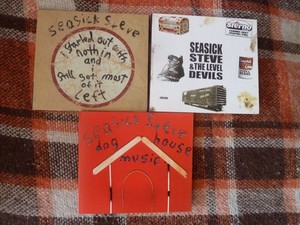 SEASICK STEVE
i started out with
nothin
and i
still got most
of it
left
SEASICK
STEVE
& THE LEVEL
DEVILS
SEASICK STEVE
dog house
music